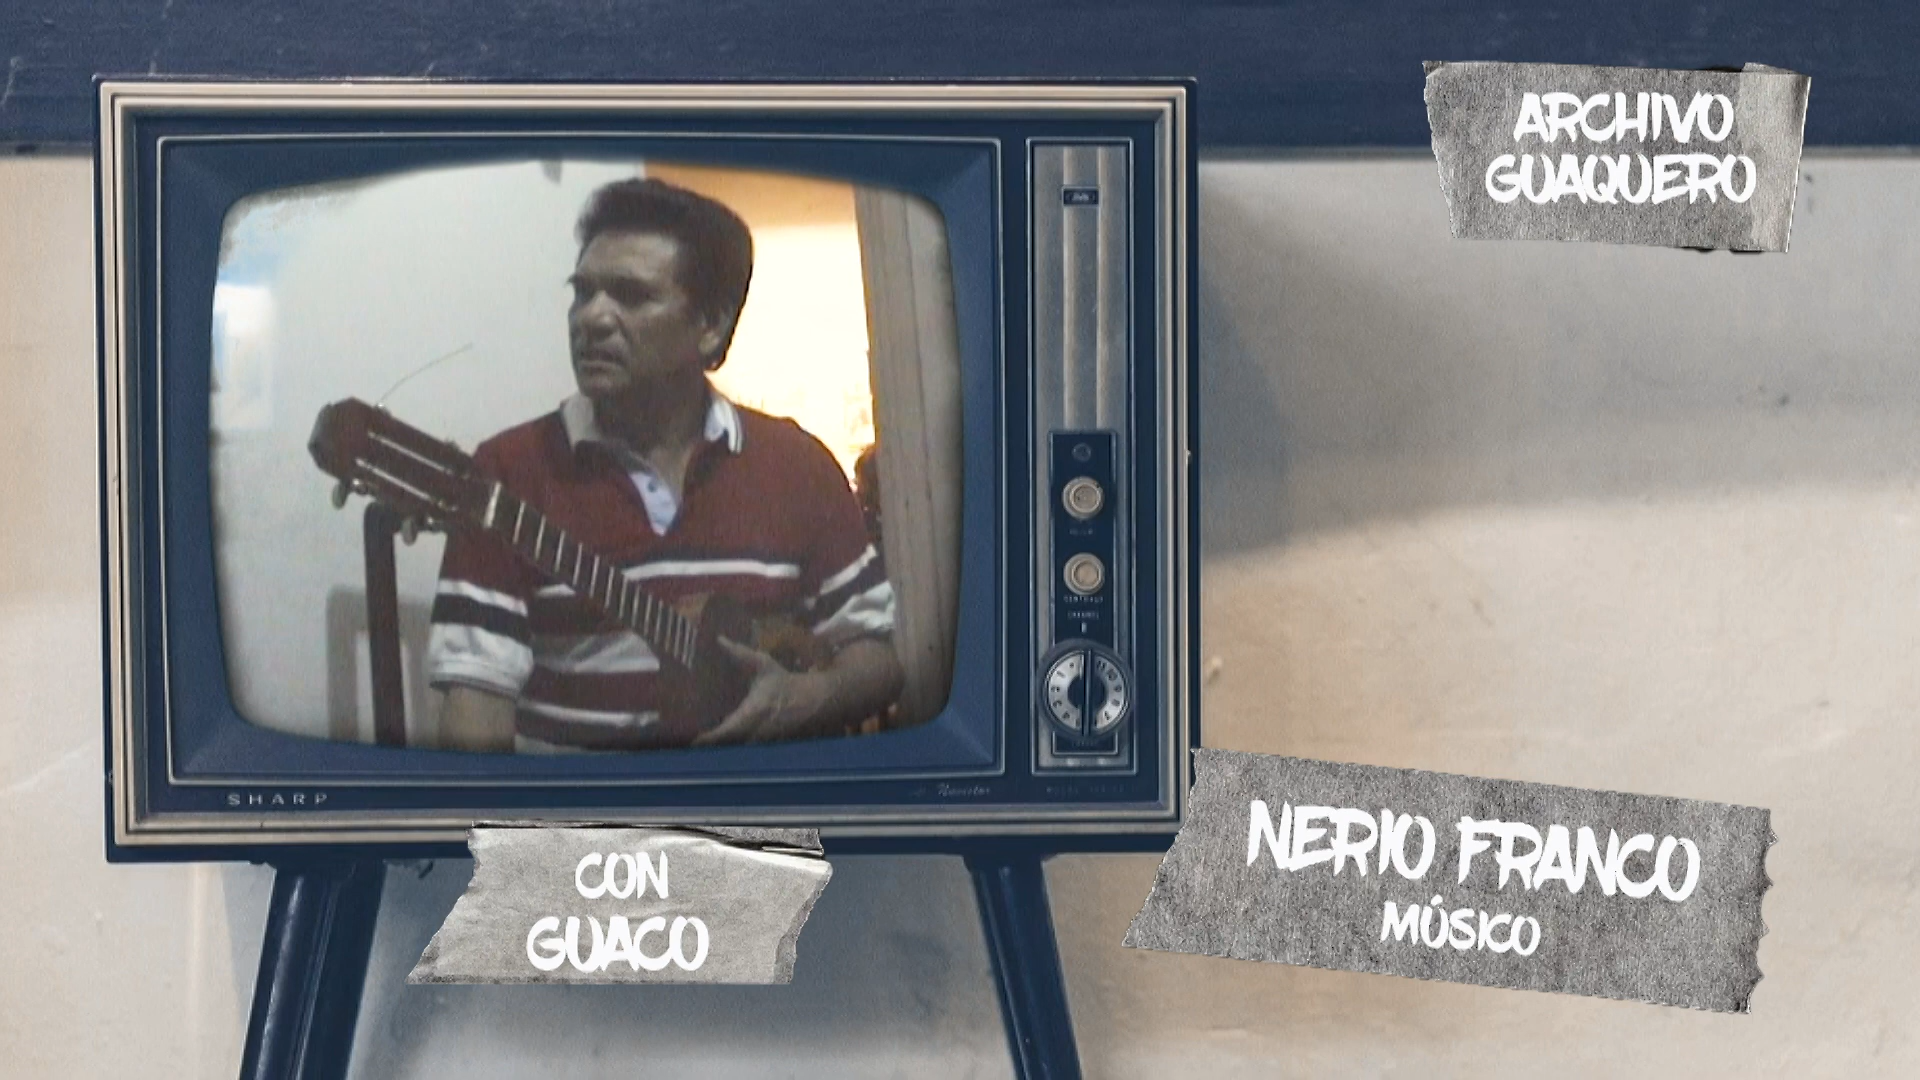 ARCHIVO
GUAQUERO
SHARP
CON
GUACO
NERIO FRANCO
MÚSICO